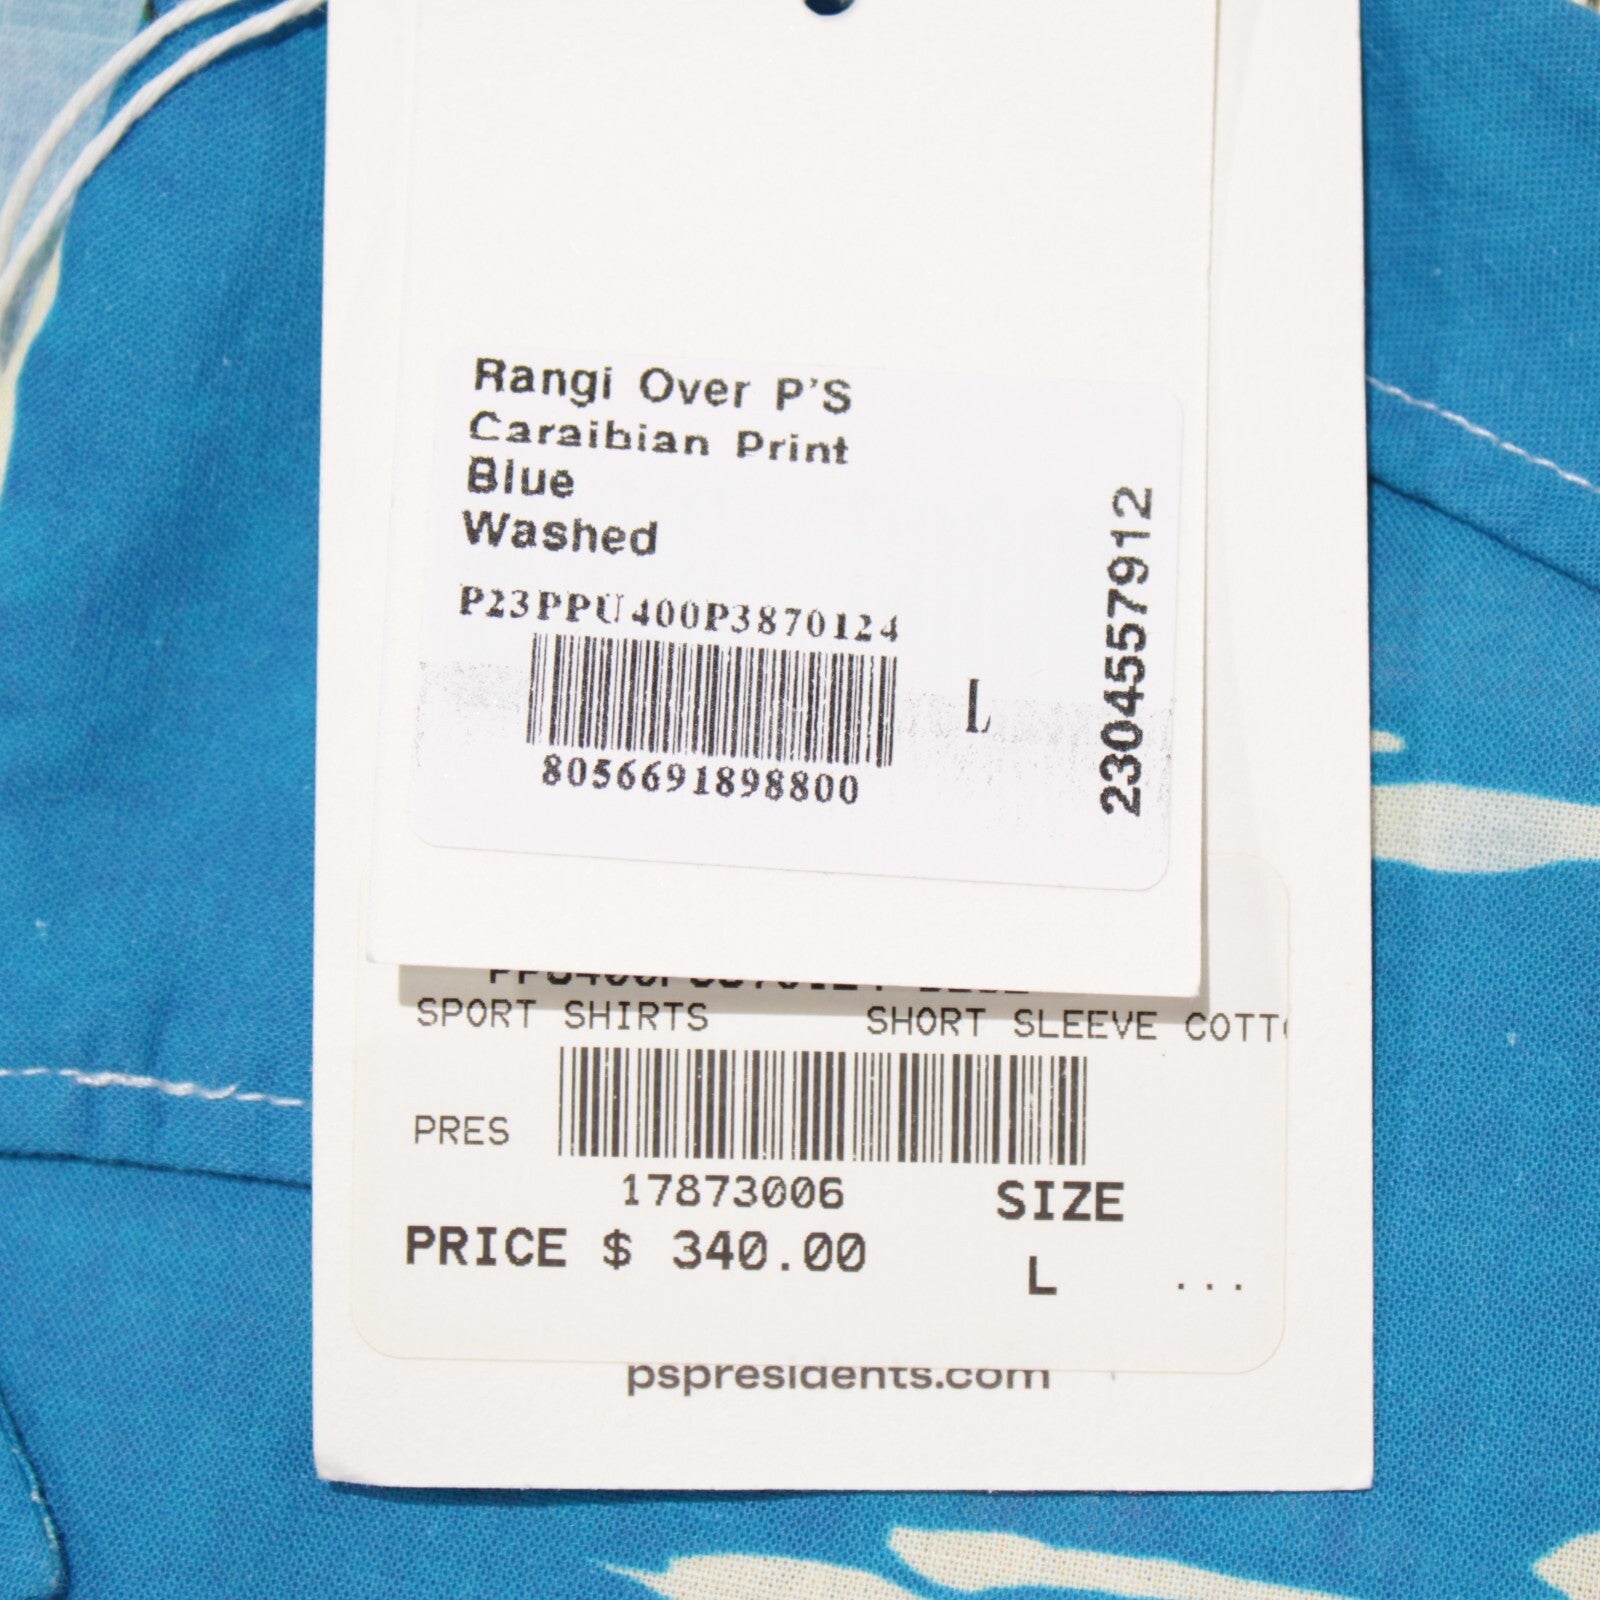 Rangi Over P'S
Caraibian Print
Blue
Washed
P23PPU400P3870124
L
8056691898800
2304557912
SPORT SHIRTS SHORT SLEEVE COTT
PRES
17873006
SIZE
PRICE $ 340.00
L ...
pspresidents.com